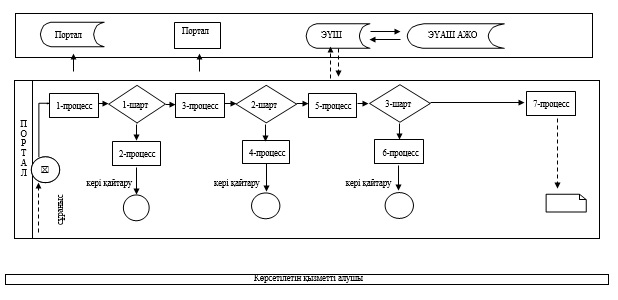 Портал
Портал
ЭҮШ
ЭҮАШ АЖО
ПОРТАЛ
1-процесс
1-шарт
3-процесс
2-шарт
5-процесс
3-шарт
7-процесс
2-процесс
4-процесс
6-процесс
кері қайтару
кері қайтару
кері қайтару
сұраныс
Көрсетілетін қызметті алушы